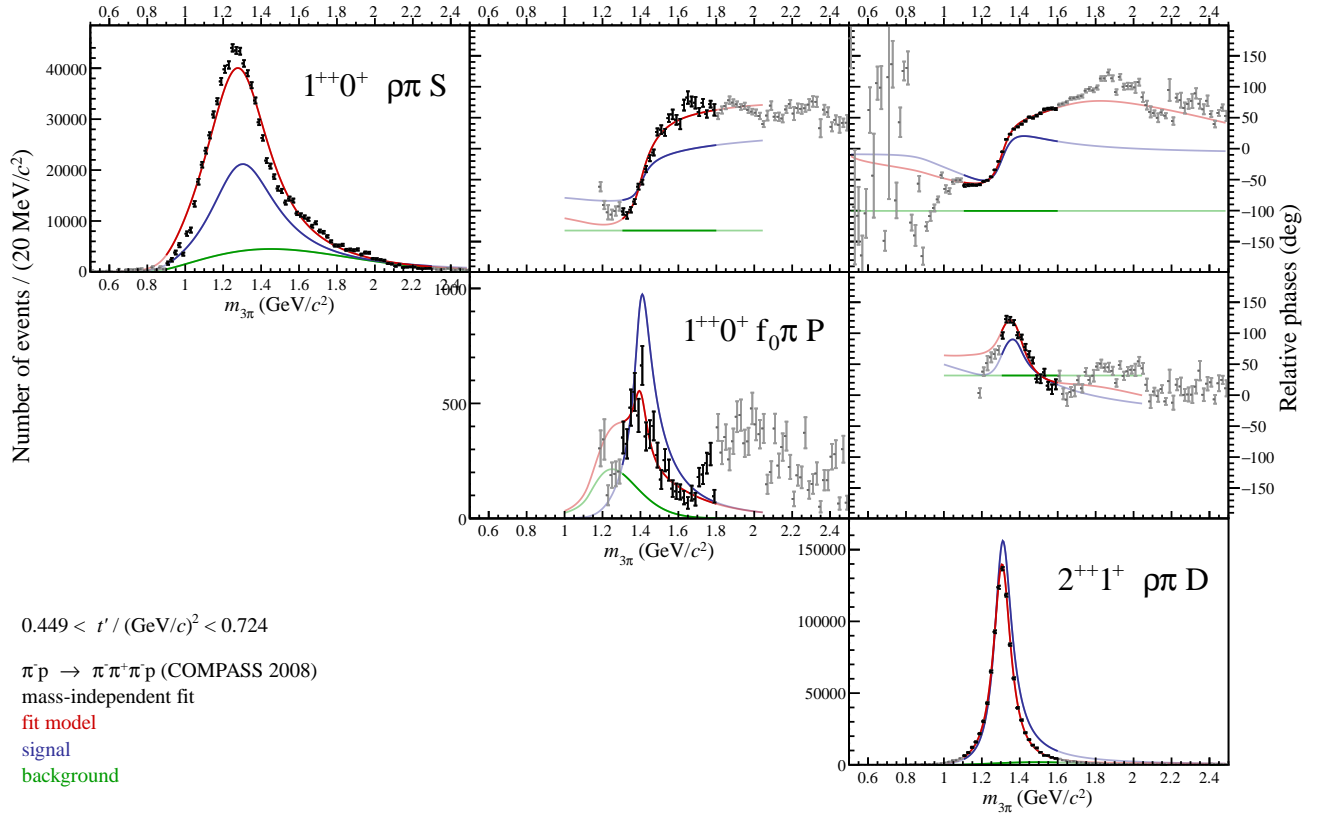 0.6 0.8 1 1.2 1.4 1.6 1.8 2 2.2 2.4
0.6 0.8 1 1.2 1.4 1.6 1.8 2 2.2 2.4
0.6 0.8 1 1.2 1.4 1.6 1.8 2 2.2 2.4
Number of events / (20 MeV/c²)
40000
30000
20000
10000
0
1⁺⁺0⁺ ρπ S
0.6 0.8 1 1.2 1.4 1.6 1.8 2 2.2 2.4
m₃π (GeV/c²)
150
100
50
0
−50
−100
−150
Relative phases (deg)
1000
500
0
1⁺⁺0⁺ f₀π P
0.6 0.8 1 1.2 1.4 1.6 1.8 2 2.2 2.4
m₃π (GeV/c²)
150
100
50
0
−50
−100
−150
150000
100000
50000
0
2⁺⁺1⁺ ρπ D
0.6 0.8 1 1.2 1.4 1.6 1.8 2 2.2 2.4
m₃π (GeV/c²)
0.449 < t′ / (GeV/c)² < 0.724
π⁻p → π⁻π⁺π⁻p (COMPASS 2008)
mass-independent fit
fit model
signal
background